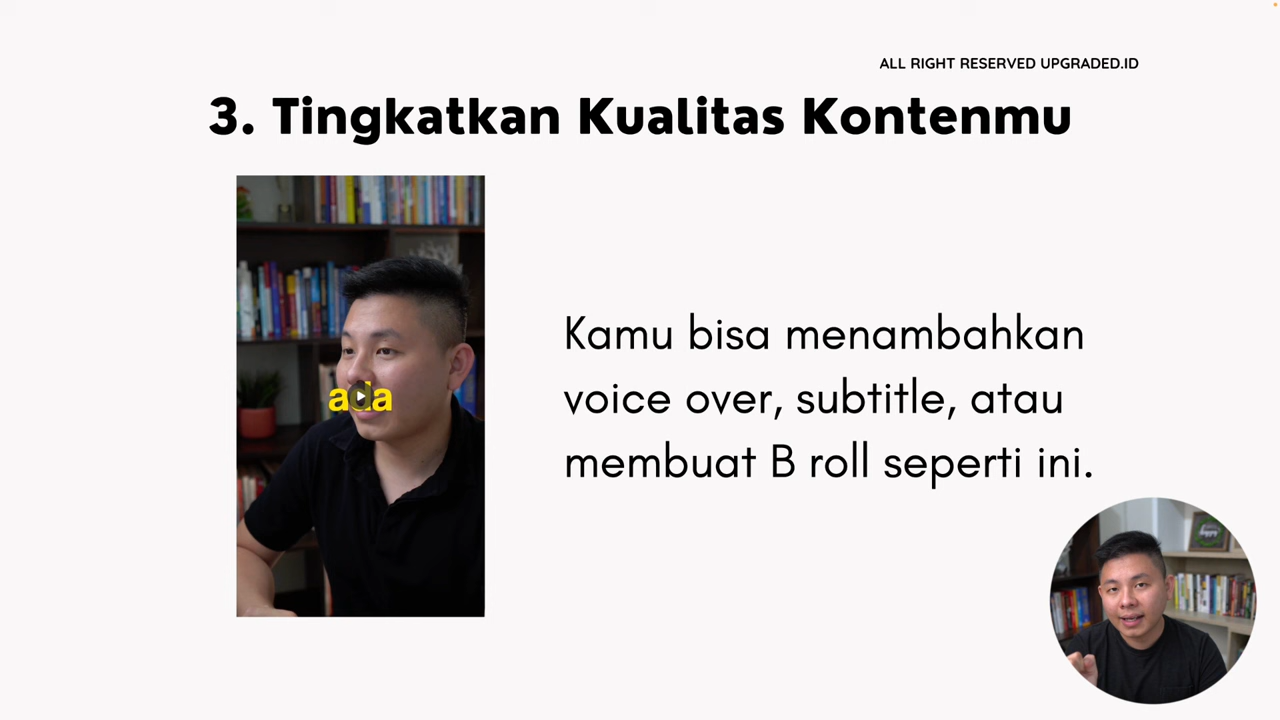 ALL RIGHT RESERVED UPGRADED.ID
3. Tingkatkan Kualitas Kontenmu
ada
Kamu bisa menambahkan
voice over, subtitle, atau
membuat B roll seperti ini.